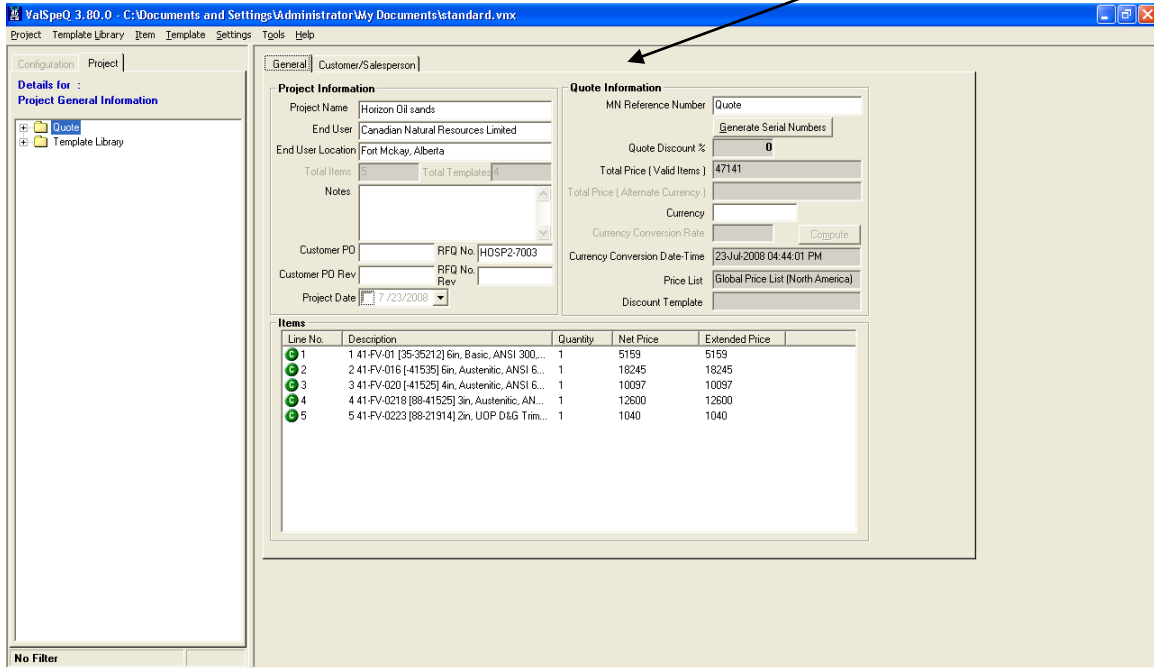 ValSpeQ 3.80.0 - C:\Documents and Settings\Administrator\My Documents\standard.vnx
Project Template Library Item Template Settings Tools Help
Configuration Project
Details for :
Project General Information
Quote
Template Library
No Filter
General Customer/Salesperson
Project Information
Project Name Horizon Oil sands
End User Canadian Natural Resources Limited
End User Location Fort Mckay, Alberta
Total Items 5 Total Templates 4
Notes
Customer PO RFQ No. HOSP2-7003
Customer PO Rev RFQ No. Rev
Project Date 7 /23/2008
Quote Information
MN Reference Number Quote
Generate Serial Numbers
Quote Discount % 0
Total Price ( Valid Items ) 47141
Total Price ( Alternate Currency )
Currency
Currency Conversion Rate Compute
Currency Conversion Date-Time 23-Jul-2008 04:44:01 PM
Price List Global Price List (North America)
Discount Template
Items
Line No. Description Quantity Net Price Extended Price
C 1 1 41-FV-01 [35-35212] 6in, Basic, ANSI 300,... 1 5159 5159
C 2 2 41-FV-016 [-41535] 6in, Austenitic, ANSI 6... 1 18245 18245
C 3 3 41-FV-020 [-41525] 4in, Austenitic, ANSI 6... 1 10097 10097
C 4 4 41-FV-0218 [88-41525] 3in, Austenitic, AN... 1 12600 12600
C 5 5 41-FV-0223 [88-21914] 2in, UOP D&G Trim... 1 1040 1040